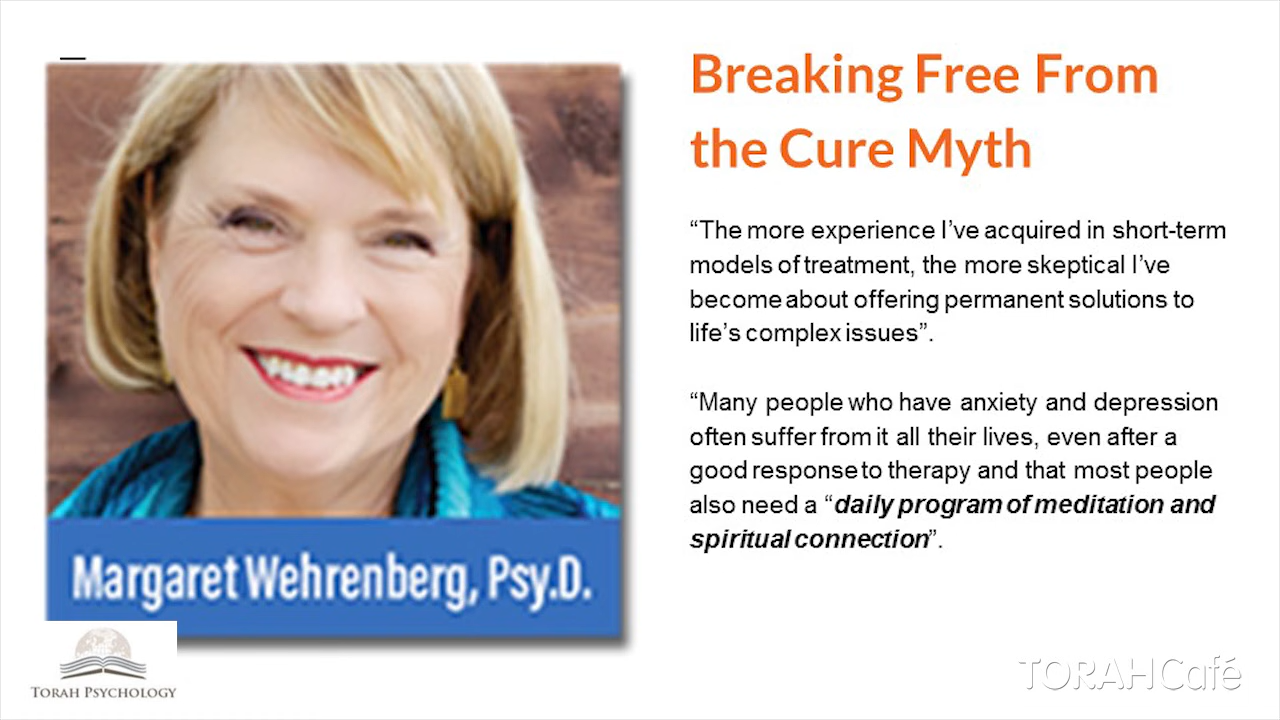 Breaking Free From
the Cure Myth
“The more experience I’ve acquired in short-term
models of treatment, the more skeptical I’ve
become about offering permanent solutions to
life’s complex issues”.
“Many people who have anxiety and depression
often suffer from it all their lives, even after a
good response to therapy and that most people
also need a “daily program of meditation and
spiritual connection”.
Margaret Wehrenberg, Psy.D.
TORAH PSYCHOLOGY
TORAHCafé